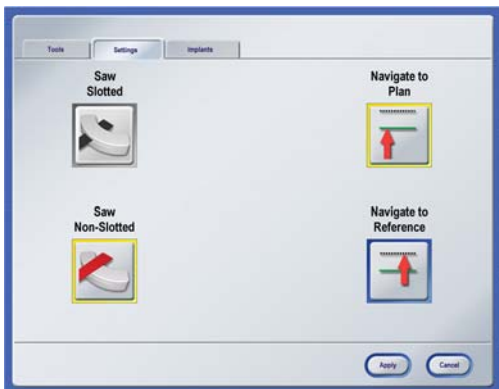 Tools
Settings
Implants
Saw
Slotted
Navigate to
Plan
Saw
Non-Slotted
Navigate to
Reference
Apply
Cancel